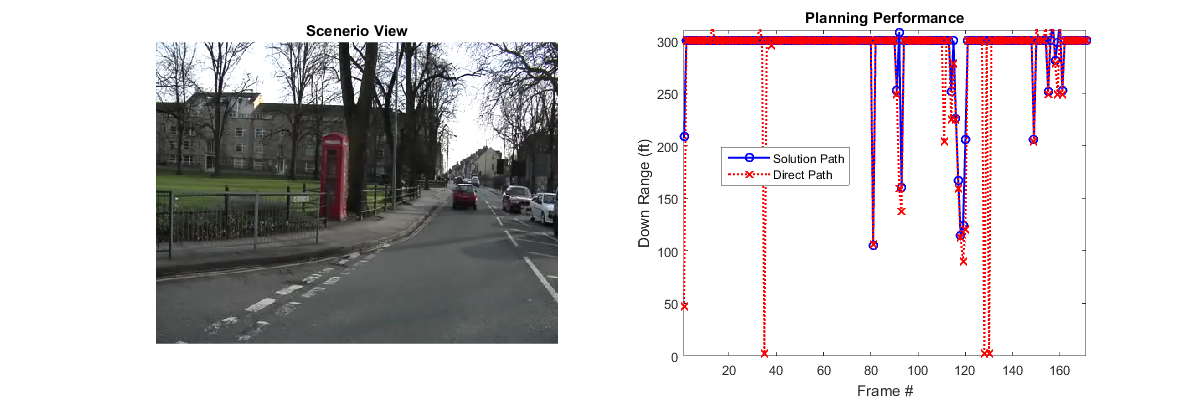 Scenerio View
Planning Performance
300
250
200
150
100
50
0
Down Range (ft)
Solution Path
Direct Path
20 40 60 80 100 120 140 160
Frame #